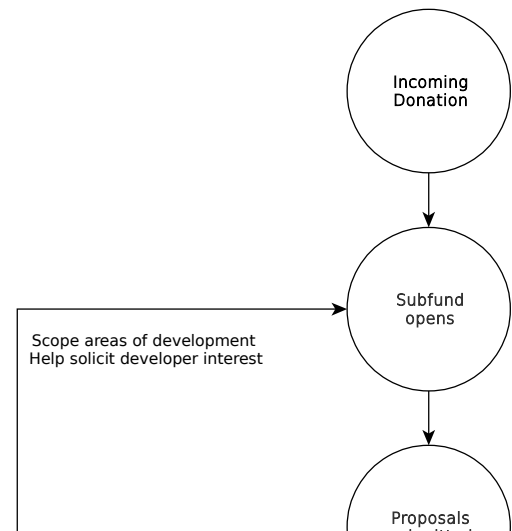 Incoming
Donation
Subfund
opens
Scope areas of development
Help solicit developer interest
Proposals